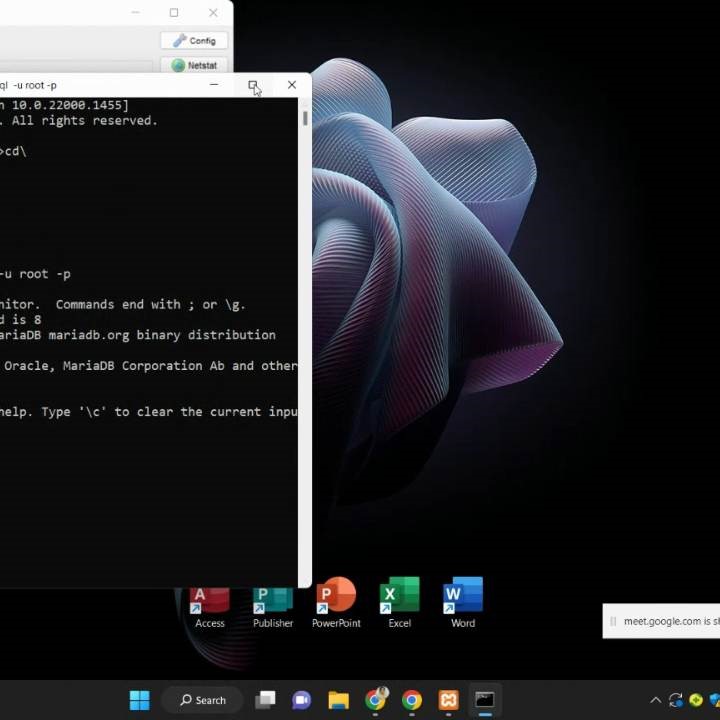 Config
Netstat
ql -u root -p
n 10.0.22000.1455]
. All rights reserved.
>cd\
-u root -p
nitor. Commands end with ; or \g.
d is 8
ariaDB mariadb.org binary distribution
Oracle, MariaDB Corporation Ab and other
help. Type '\c' to clear the current inpu
A P P X W
Access Publisher PowerPoint Excel Word
meet.google.com is sh
Search